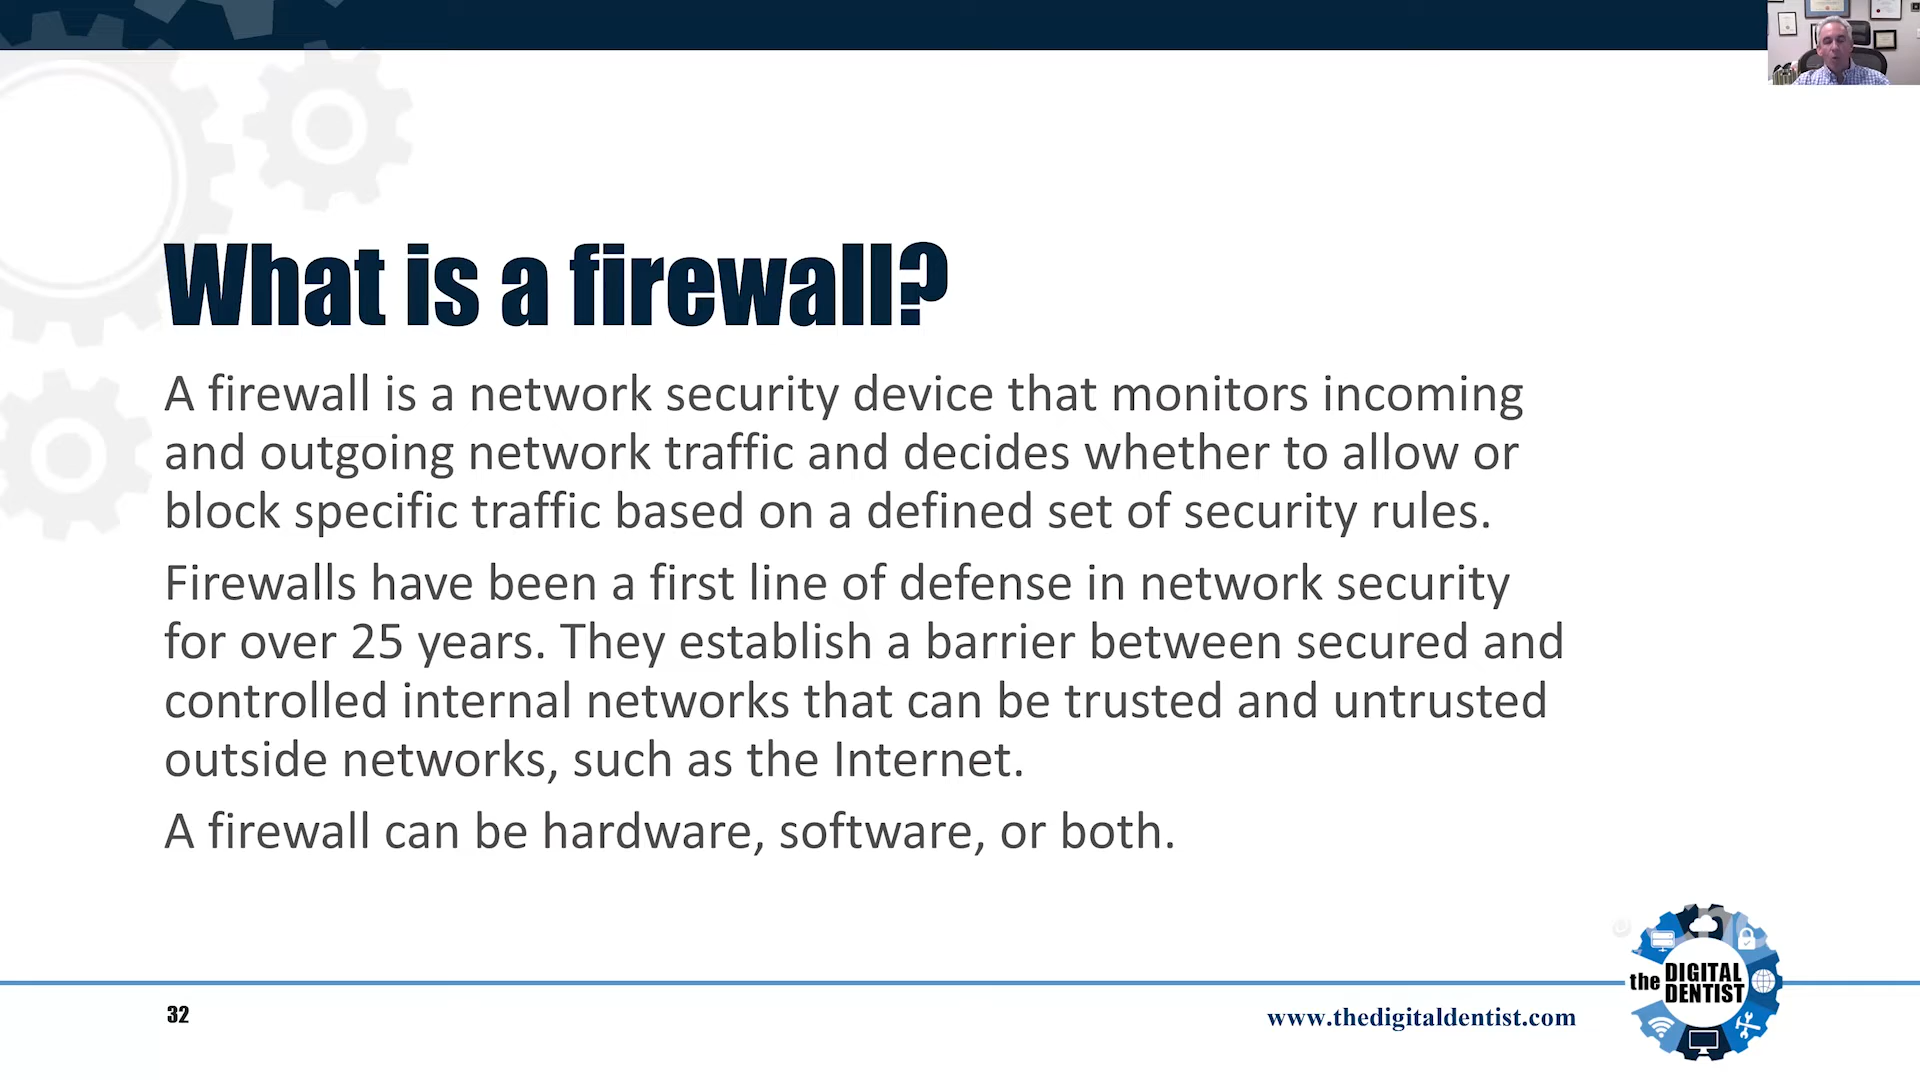 What is a firewall?
A firewall is a network security device that monitors incoming
and outgoing network traffic and decides whether to allow or
block specific traffic based on a defined set of security rules.
Firewalls have been a first line of defense in network security
for over 25 years. They establish a barrier between secured and
controlled internal networks that can be trusted and untrusted
outside networks, such as the Internet.
A firewall can be hardware, software, or both.
32
www.thedigitaldentist.com
the DIGITAL
DENTIST